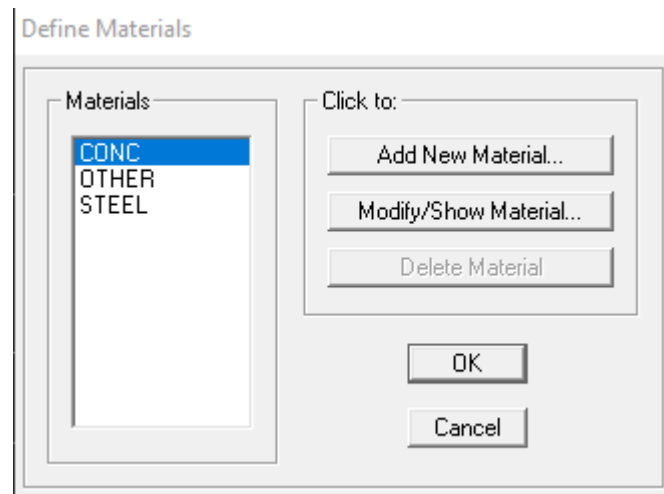 Define Materials
Materials
CONC
OTHER
STEEL
Click to:
Add New Material...
Modify/Show Material...
Delete Material
OK
Cancel